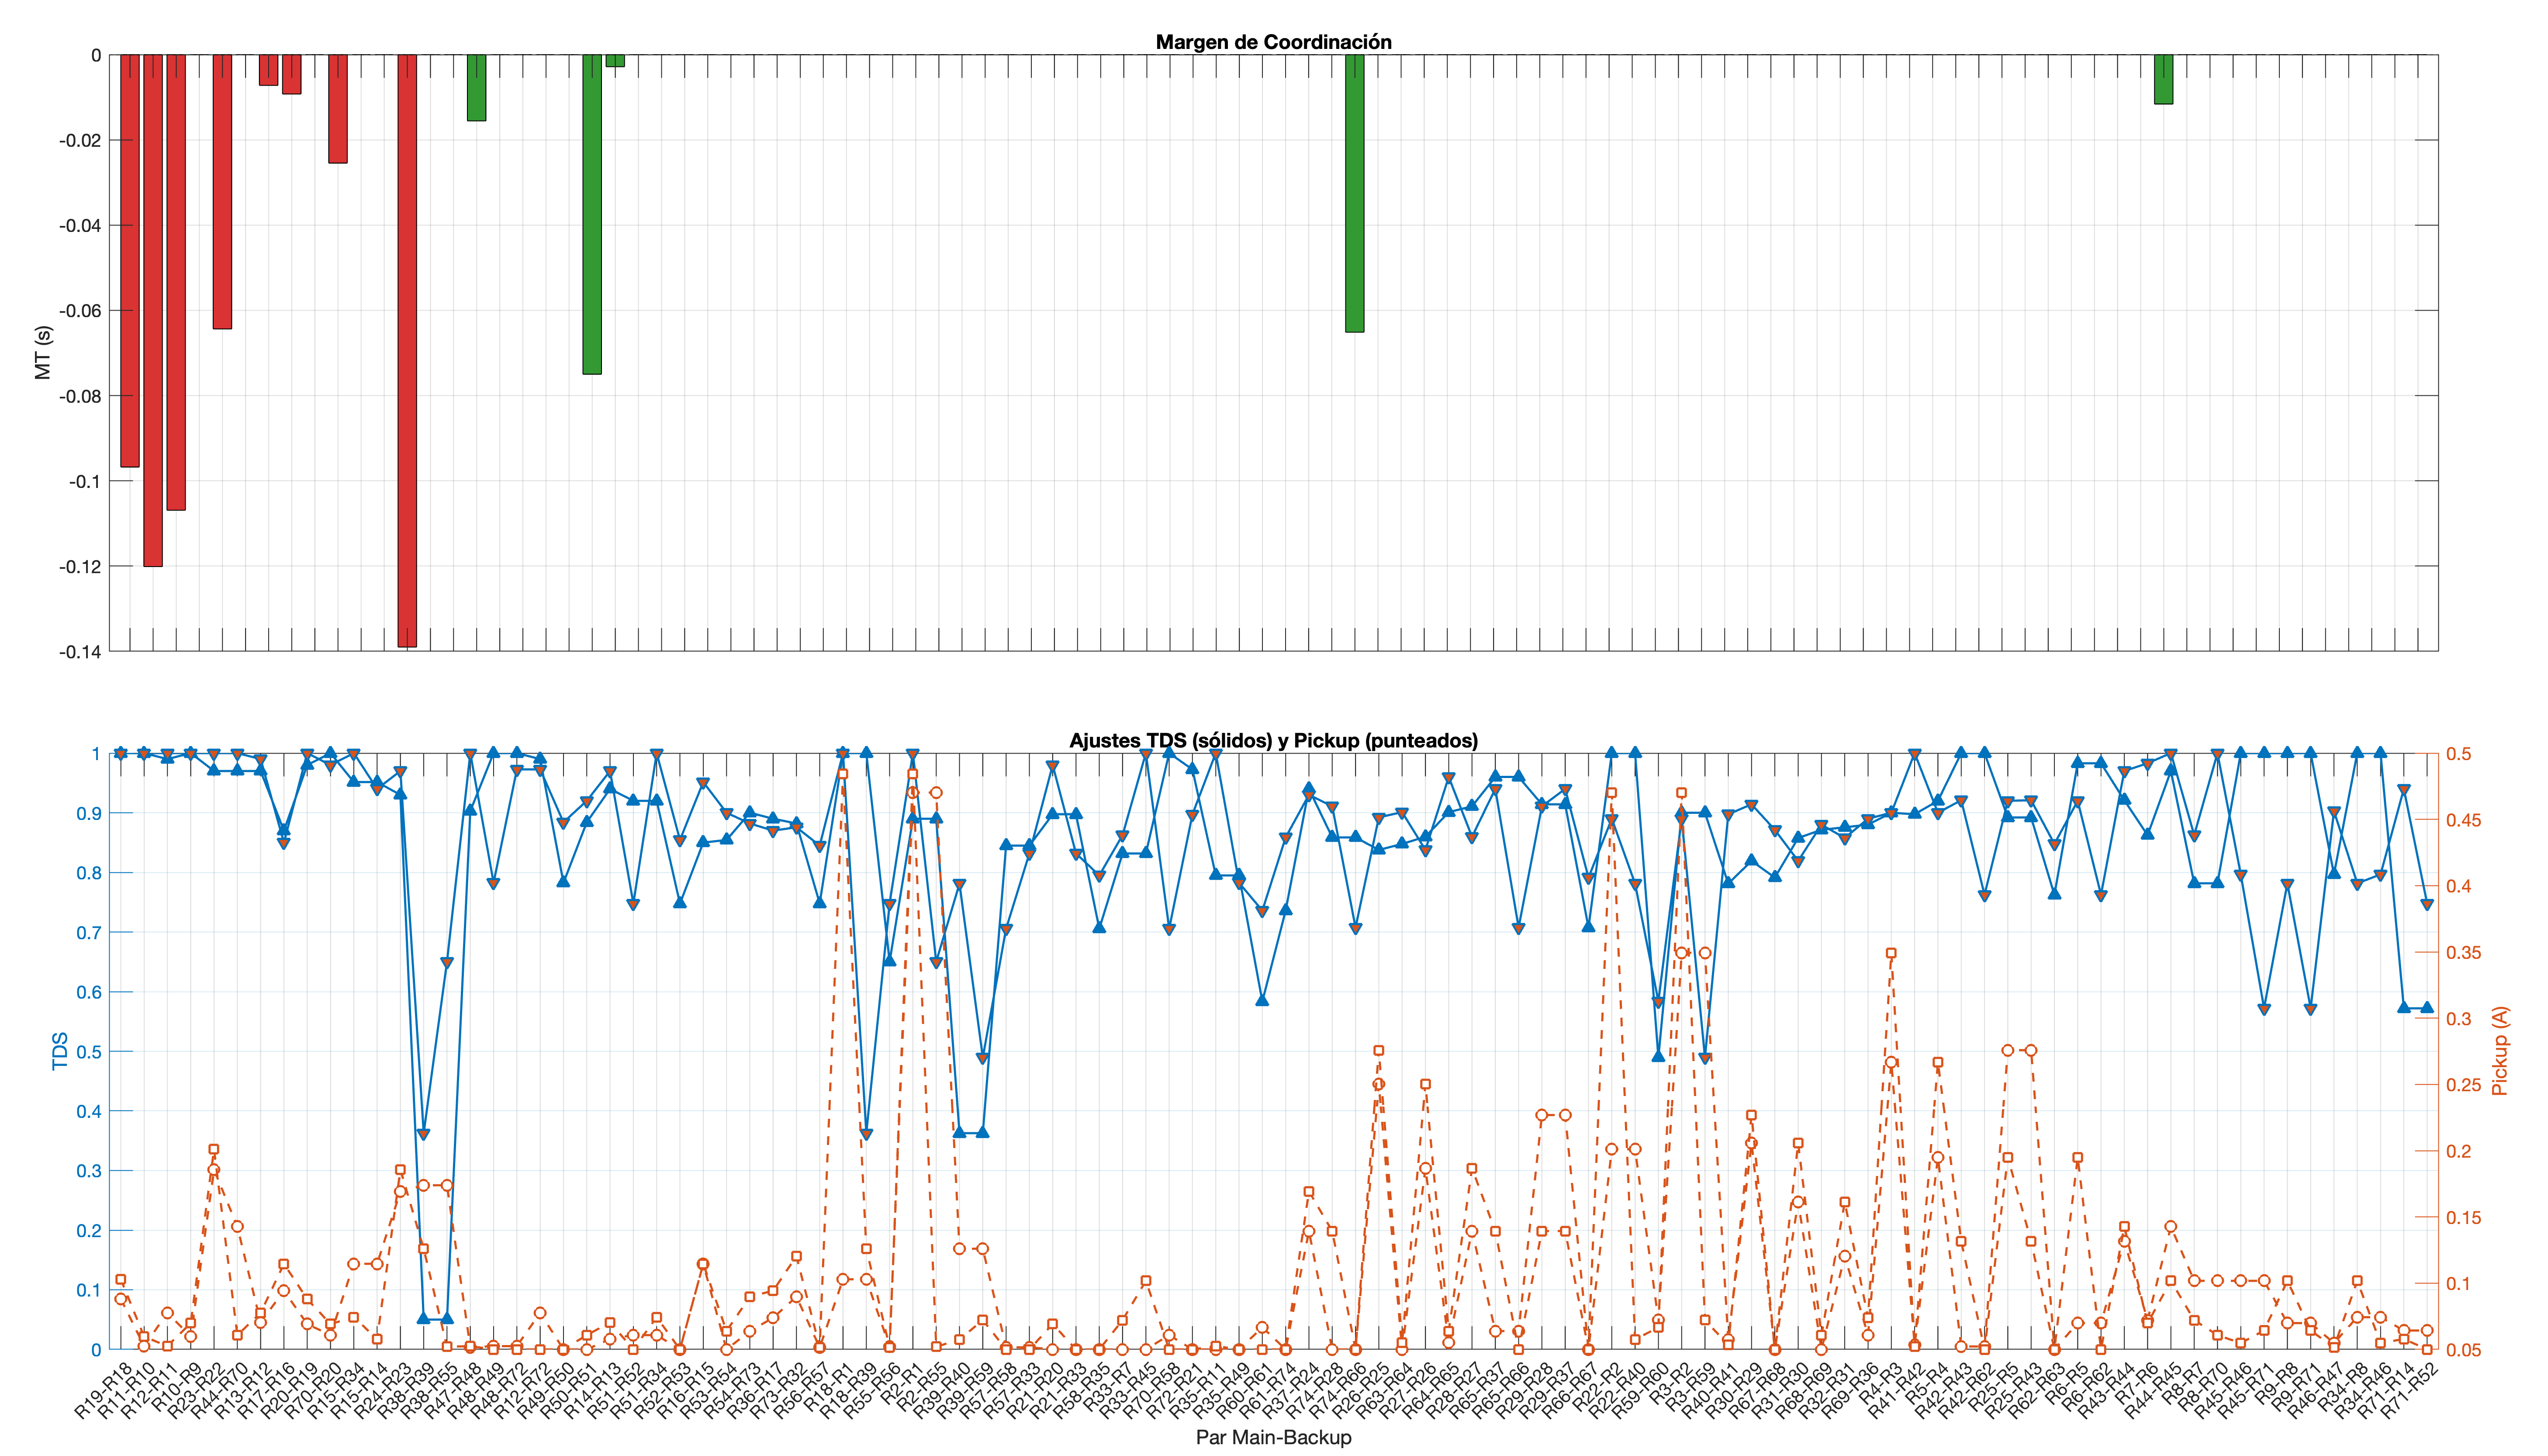 Margen de Coordinación
0
-0.02
-0.04
-0.06
-0.08
-0.1
-0.12
-0.14
MT (s)
Ajustes TDS (sólidos) y Pickup (punteados)
1
0.9
0.8
0.7
0.6
0.5
0.4
0.3
0.2
0.1
0
TDS
0.5
0.45
0.4
0.35
0.3
0.25
0.2
0.15
0.1
0.05
Pickup (A)
R19-R18
R11-R10
R12-R11
R10-R9
R23-R22
R44-R70
R13-R12
R17-R16
R20-R19
R70-R20
R15-R34
R15-R14
R24-R23
R38-R39
R38-R55
R47-R48
R48-R49
R48-R72
R12-R72
R49-R50
R50-R51
R14-R13
R51-R52
R51-R34
R52-R53
R16-R15
R53-R54
R54-R73
R36-R17
R73-R32
R56-R57
R18-R1
R18-R39
R55-R56
R2-R1
R2-R55
R39-R40
R39-R59
R57-R58
R57-R33
R21-R20
R21-R33
R58-R35
R33-R7
R33-R45
R70-R58
R72-R21
R35-R11
R35-R49
R60-R61
R61-R74
R37-R24
R74-R28
R74-R66
R26-R25
R63-R64
R27-R26
R64-R65
R28-R27
R65-R37
R65-R66
R29-R28
R29-R37
R66-R67
R22-R2
R22-R40
R59-R60
R3-R2
R3-R59
R40-R41
R30-R29
R67-R68
R31-R30
R68-R69
R32-R31
R69-R36
R4-R3
R41-R42
R5-R4
R42-R43
R42-R62
R25-R5
R25-R43
R62-R63
R6-R5
R6-R62
R43-R44
R7-R6
R44-R45
R8-R7
R8-R70
R45-R46
R45-R71
R9-R8
R9-R71
R46-R47
R34-R8
R34-R46
R71-R14
R71-R52
Par Main-Backup